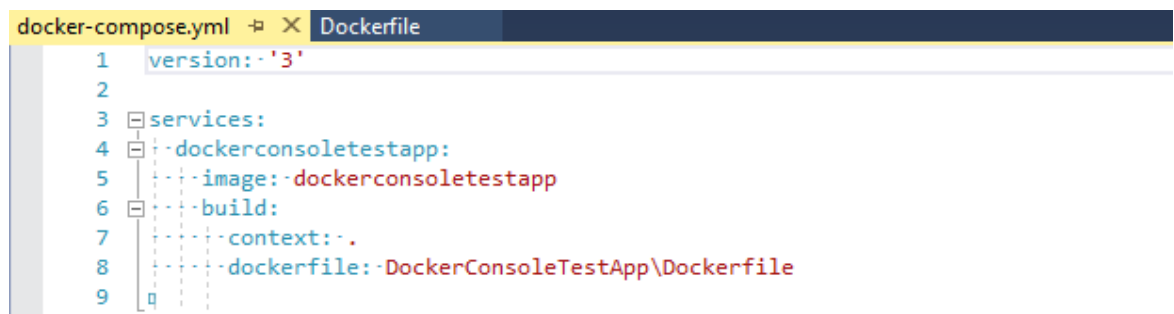 docker-compose.yml Dockerfile
1 version: '3'
2
3 services:
4 dockerconsoletestapp:
5 image: dockerconsoletestapp
6 build:
7 context: .
8 dockerfile: DockerConsoleTestApp\Dockerfile
9